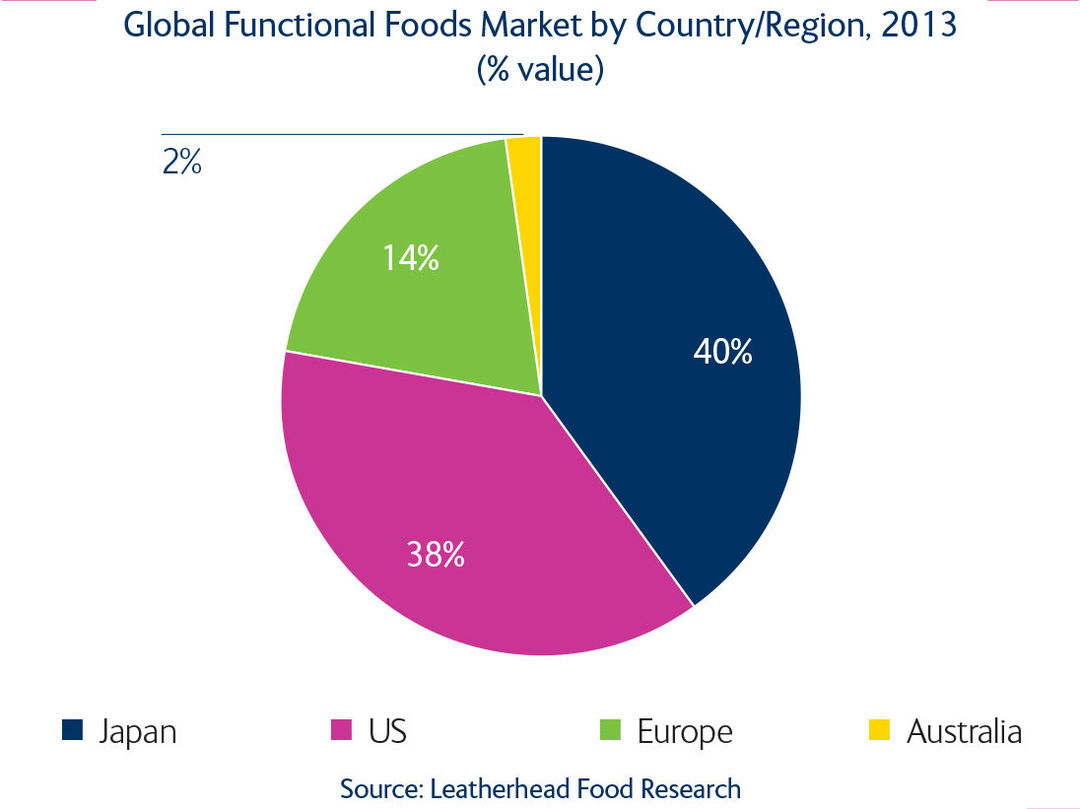 Global Functional Foods Market by Country/Region, 2013
(% value)
2%
14%
40%
38%
Japan
US
Europe
Australia
Source: Leatherhead Food Research